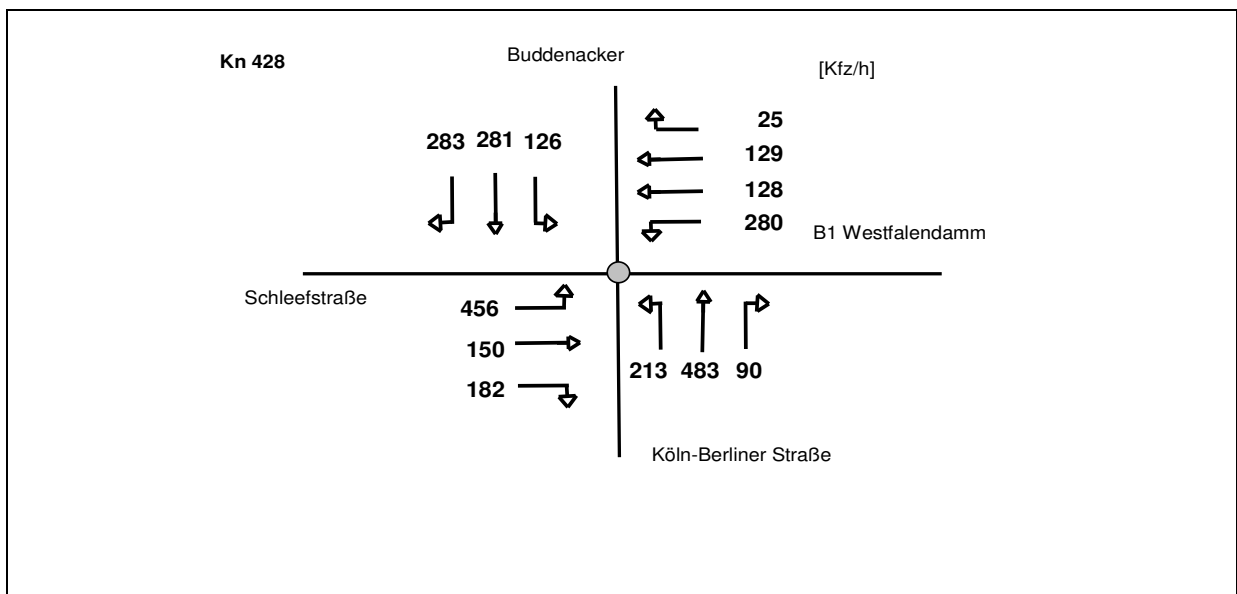 Kn 428
Buddenacker
[Kfz/h]
283 281 126
25
129
128
280
B1 Westfalendamm
Schleefstraße
456
150
182
213 483 90
Köln-Berliner Straße